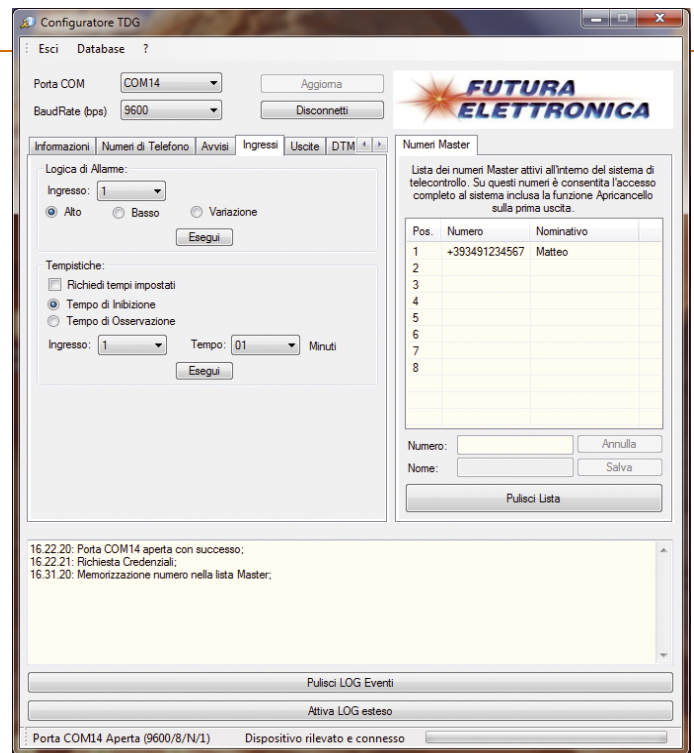 Configuratore TDG
Esci Database ?
Porta COM COM14 Aggiorna
BaudRate (bps) 9600 Disconnetti
FUTURA
ELETTRONICA
Informazioni Numeri di Telefono Avvisi Ingressi Uscite DTM
Logica di Allarme:
Ingresso: 1
Alto Basso Variazione
Esegui
Tempistiche:
Richiedi tempi impostati
Tempo di Inibizione
Tempo di Osservazione
Ingresso: 1 Tempo: 01 Minuti
Esegui
Numeri Master
Lista dei numeri Master attivi all'interno del sistema di
telecontrollo. Su questi numeri è consentita l'accesso
completo al sistema inclusa la funzione Apricancello
sulla prima uscita.
Pos. Numero Nominativo
1 +393491234567 Matteo
2
3
4
5
6
7
8
Numero: Annulla
Nome: Salva
Pulisci Lista
16.22.20: Porta COM14 aperta con successo;
16.22.21: Richiesta Credenziali;
16.31.20: Memorizzazione numero nella lista Master;
Pulisci LOG Eventi
Attiva LOG esteso
Porta COM14 Aperta (9600/8/N/1) Dispositivo rilevato e connesso